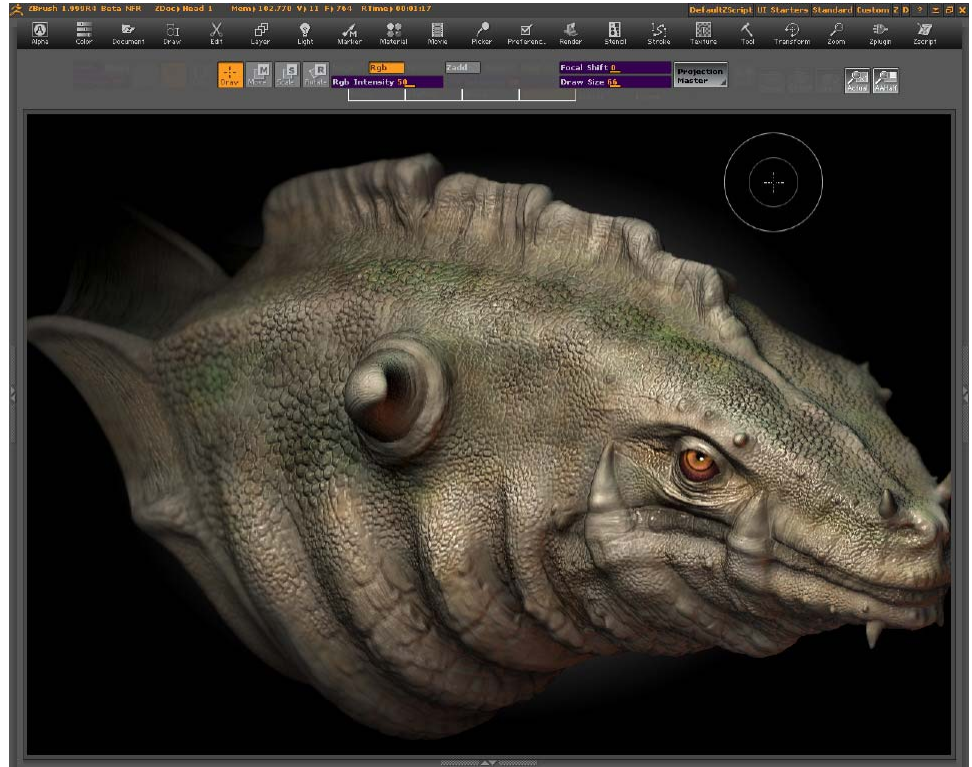 ZBrush 1.999R4 Beta NFR ZDoc) Head 1 Mem) 102.770 V) 11 F) 764 RTime) 00:01:17 DefaultZScript UI Starters Standard Custom Z D ?
Alpha Color Document Draw Edit Layer Light Marker Material Movie Picker Preferenc. Render Stencil Stroke Texture Tool Transform Zoom Zplugin Zscript
Rgb Zadd Focal Shift 0
Draw Move Scale Rotate Rgb Intensity 50 Draw Size 66 Projection
Master Actual AAHalf